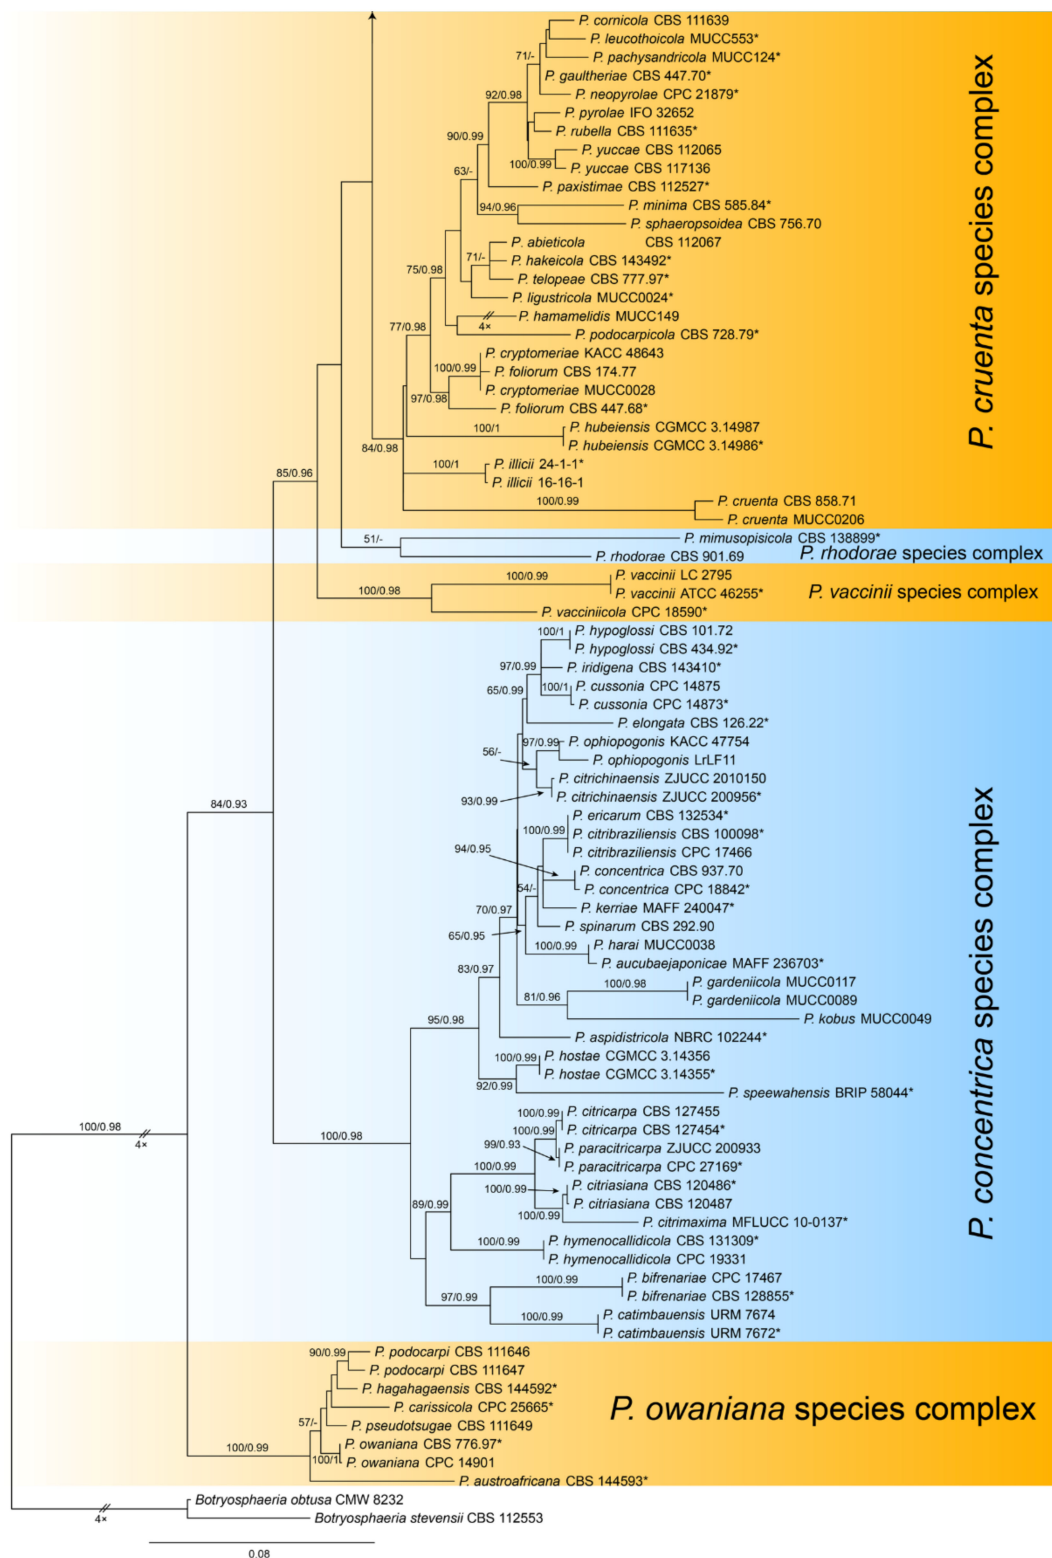 P. cornicola CBS 111639
P. leucothoicola MUCC553*
71/-
P. pachysandricola MUCC124*
P. gaultheriae CBS 447.70*
92/0.98
P. neopyrolae CPC 21879*
P. pyrolae IFO 32652
P. rubella CBS 111635*
90/0.99
P. yuccae CBS 112065
100/0.99
P. yuccae CBS 117136
63/-
P. paxistimae CBS 112527*
P. minima CBS 585.84*
94/0.96
P. sphaeropsoidea CBS 756.70
P. abieticola CBS 112067
71/-
P. hakeicola CBS 143492*
75/0.98
P. telopeae CBS 777.97*
P. ligustricola MUCC0024*
P. hamamelidis MUCC149
4×
77/0.98
P. podocarpicola CBS 728.79*
P. cryptomeriae KACC 48643
100/0.99
P. foliorum CBS 174.77
P. cryptomeriae MUCC0028
97/0.98
P. foliorum CBS 447.68*
P. hubeiensis CGMCC 3.14987
100/1
P. hubeiensis CGMCC 3.14986*
84/0.98
P. illicii 24-1-1*
100/1
P. illicii 16-16-1
85/0.96
P. cruenta CBS 858.71
100/0.99
P. cruenta MUCC0206
P. cruenta species complex
P. mimusopisicola CBS 138899*
51/-
P. rhodorae CBS 901.69
P. rhodorae species complex
P. vaccinii LC 2795
100/0.99
P. vaccinii ATCC 46255*
100/0.98
P. vacciniicola CPC 18590*
P. vaccinii species complex
P. hypoglossi CBS 101.72
100/1
P. hypoglossi CBS 434.92*
97/0.99
P. iridigena CBS 143410*
65/0.99
P. cussonia CPC 14875
100/1
P. cussonia CPC 14873*
P. elongata CBS 126.22*
97/0.99
P. ophiopogonis KACC 47754
56/-
P. ophiopogonis LrLF11
P. citrichinaensis ZJUCC 2010150
93/0.99
P. citrichinaensis ZJUCC 200956*
84/0.93
P. ericarum CBS 132534*
100/0.99
P. citribraziliensis CBS 100098*
94/0.95
P. citribraziliensis CPC 17466
P. concentrica CBS 937.70
54/-
P. concentrica CPC 18842*
70/0.97
P. kerriae MAFF 240047*
65/0.95
P. spinarum CBS 292.90
P. harai MUCC0038
100/0.99
P. aucubaejaponicae MAFF 236703*
83/0.97
P. gardeniicola MUCC0117
100/0.98
P. gardeniicola MUCC0089
81/0.96
P. kobus MUCC0049
95/0.98
P. aspidistricola NBRC 102244*
P. hostae CGMCC 3.14356
100/0.99
P. hostae CGMCC 3.14355*
92/0.99
P. speewahensis BRIP 58044*
P. citricarpa CBS 127455
100/0.99
P. citricarpa CBS 127454*
100/0.99
P. paracitricarpa ZJUCC 200933
99/0.93
P. paracitricarpa CPC 27169*
100/0.99
P. citriasiana CBS 120486*
100/0.99
P. citriasiana CBS 120487
100/0.99
P. citrimaxima MFLUCC 10-0137*
89/0.99
100/0.98
P. hymenocallidicola CBS 131309*
100/0.99
P. hymenocallidicola CPC 19331
P. bifrenariae CPC 17467
100/0.99
P. bifrenariae CBS 128855*
97/0.99
P. catimbauensis URM 7674
100/0.99
P. catimbauensis URM 7672*
P. concentrica species complex
100/0.98
4×
P. podocarpi CBS 111646
90/0.99
P. podocarpi CBS 111647
P. hagahagaensis CBS 144592*
P. carissicola CPC 25665*
57/-
P. pseudotsugae CBS 111649
P. owaniana CBS 776.97*
100/1
P. owaniana CPC 14901
100/0.99
P. austroafricana CBS 144593*
P. owaniana species complex
Botryosphaeria obtusa CMW 8232
4×
Botryosphaeria stevensii CBS 112553
0.08